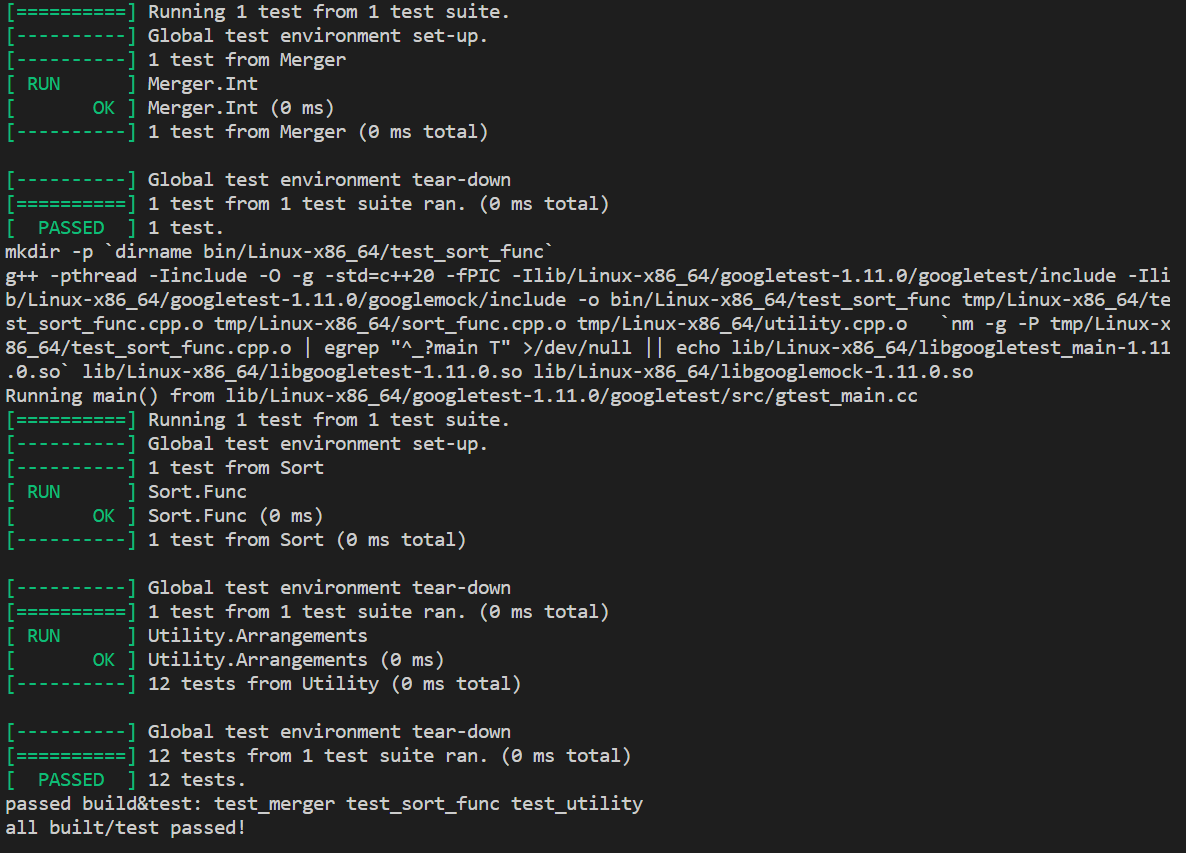 [==========] Running 1 test from 1 test suite.
[----------] Global test environment set-up.
[----------] 1 test from Merger
[ RUN      ] Merger.Int
[       OK ] Merger.Int (0 ms)
[----------] 1 test from Merger (0 ms total)

[----------] Global test environment tear-down
[==========] 1 test from 1 test suite ran. (0 ms total)
[  PASSED  ] 1 test.
mkdir -p `dirname bin/Linux-x86_64/test_sort_func`
g++ -pthread -Iinclude -O -g -std=c++20 -fPIC -Ilib/Linux-x86_64/googletest-1.11.0/googletest/include -Ili
b/Linux-x86_64/googletest-1.11.0/googlemock/include -o bin/Linux-x86_64/test_sort_func tmp/Linux-x86_64/te
st_sort_func.cpp.o tmp/Linux-x86_64/sort_func.cpp.o tmp/Linux-x86_64/utility.cpp.o   `nm -g -P tmp/Linux-x
86_64/test_sort_func.cpp.o | egrep "^_?main T" >/dev/null || echo lib/Linux-x86_64/libgoogletest_main-1.11
.0.so` lib/Linux-x86_64/libgoogletest-1.11.0.so lib/Linux-x86_64/libgooglemock-1.11.0.so
Running main() from lib/Linux-x86_64/googletest-1.11.0/googletest/src/gtest_main.cc
[==========] Running 1 test from 1 test suite.
[----------] Global test environment set-up.
[----------] 1 test from Sort
[ RUN      ] Sort.Func
[       OK ] Sort.Func (0 ms)
[----------] 1 test from Sort (0 ms total)

[----------] Global test environment tear-down
[==========] 1 test from 1 test suite ran. (0 ms total)
[ RUN      ] Utility.Arrangements
[       OK ] Utility.Arrangements (0 ms)
[----------] 12 tests from Utility (0 ms total)

[----------] Global test environment tear-down
[==========] 12 tests from 1 test suite ran. (0 ms total)
[  PASSED  ] 12 tests.
passed build&test: test_merger test_sort_func test_utility
all built/test passed!